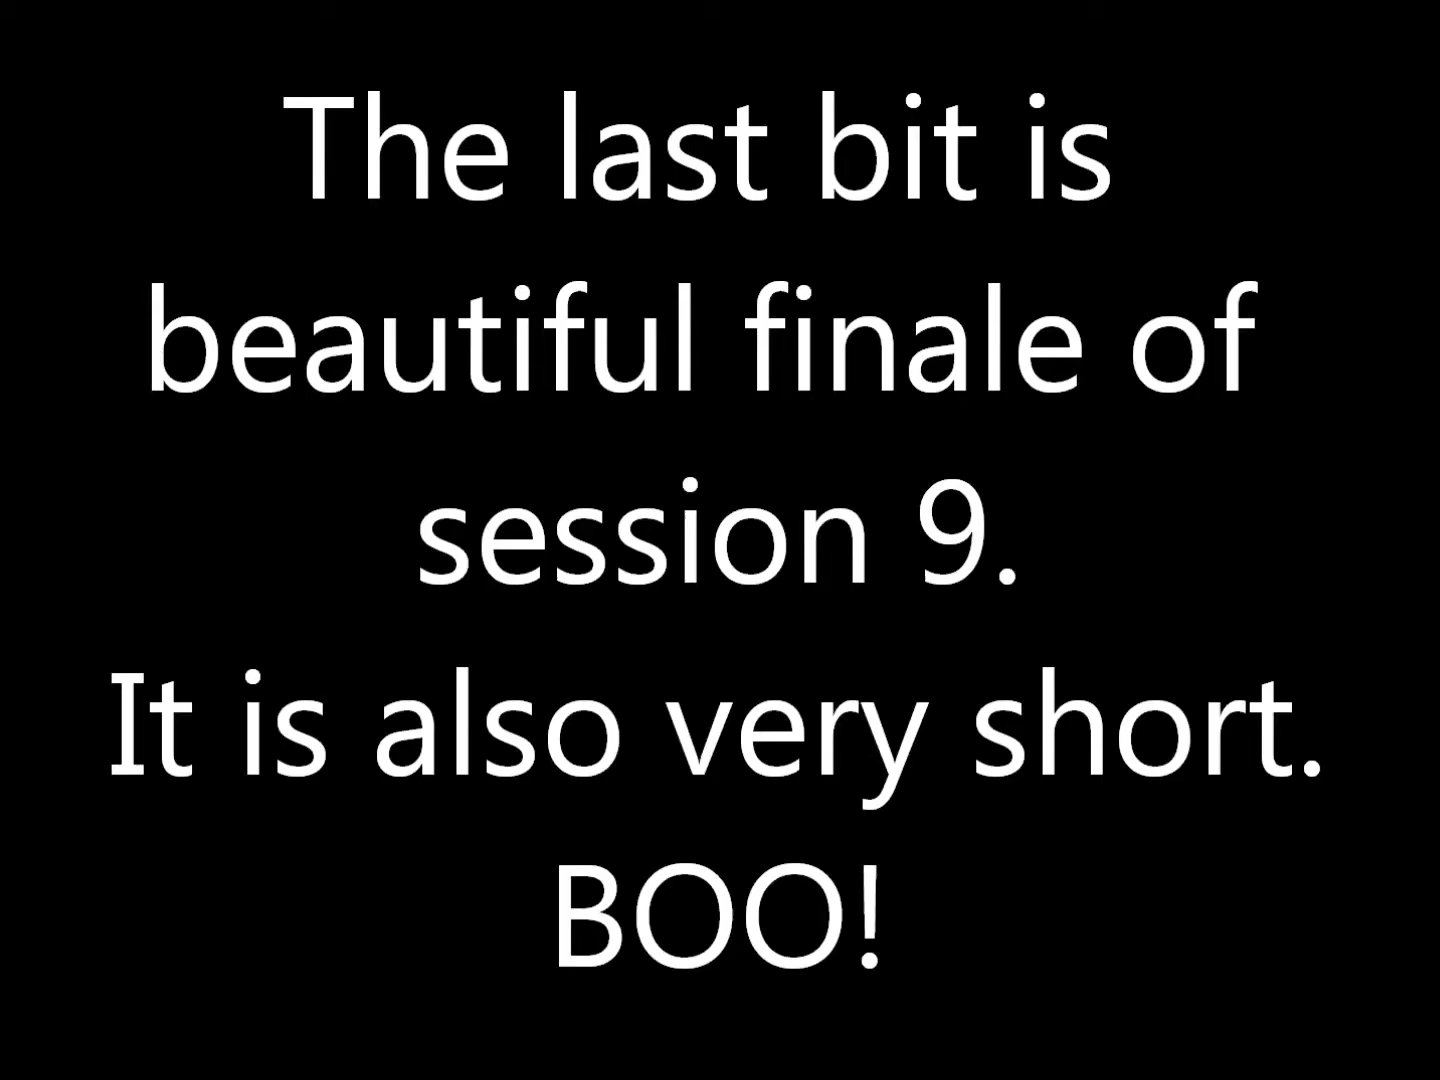 The last bit is
beautiful finale of
session 9.
It is also very short.
BOO!